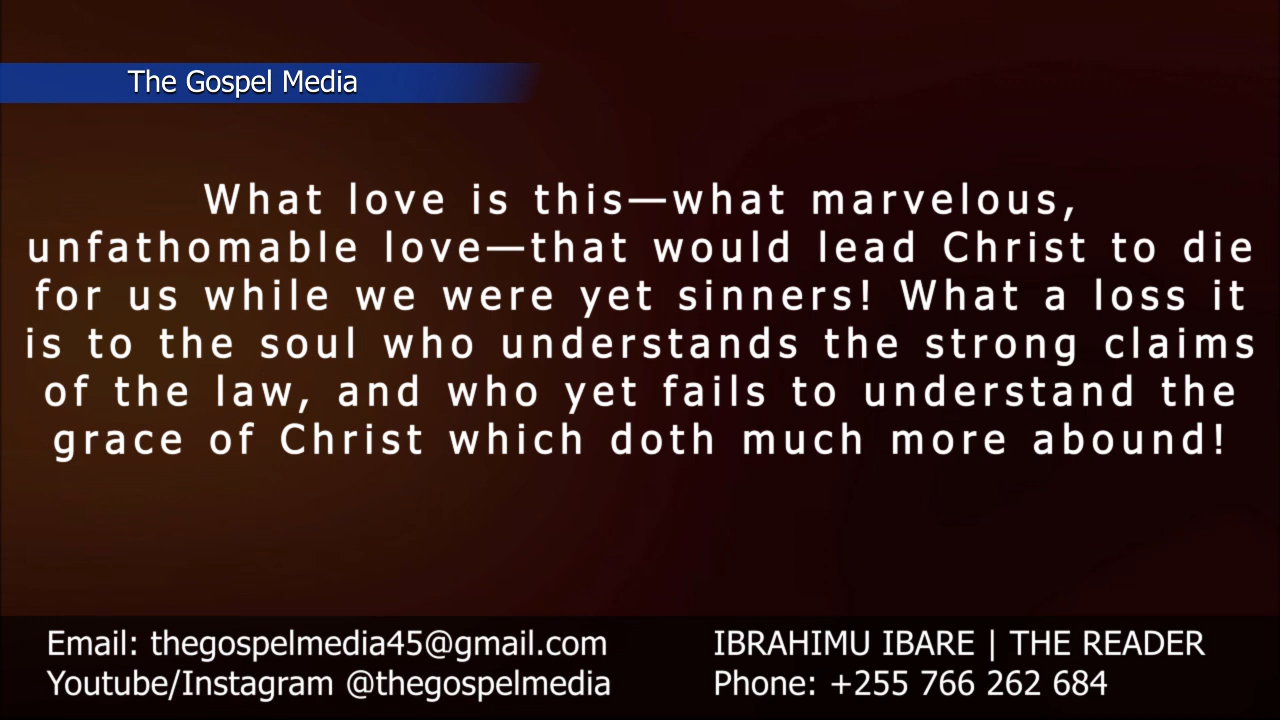 The Gospel Media
What love is this—what marvelous,
unfathomable love—that would lead Christ to die
for us while we were yet sinners! What a loss it
is to the soul who understands the strong claims
of the law, and who yet fails to understand the
grace of Christ which doth much more abound!
Email: thegospelmedia45@gmail.com
Youtube/Instagram @thegospelmedia
IBRAHIMU IBARE | THE READER
Phone: +255 766 262 684